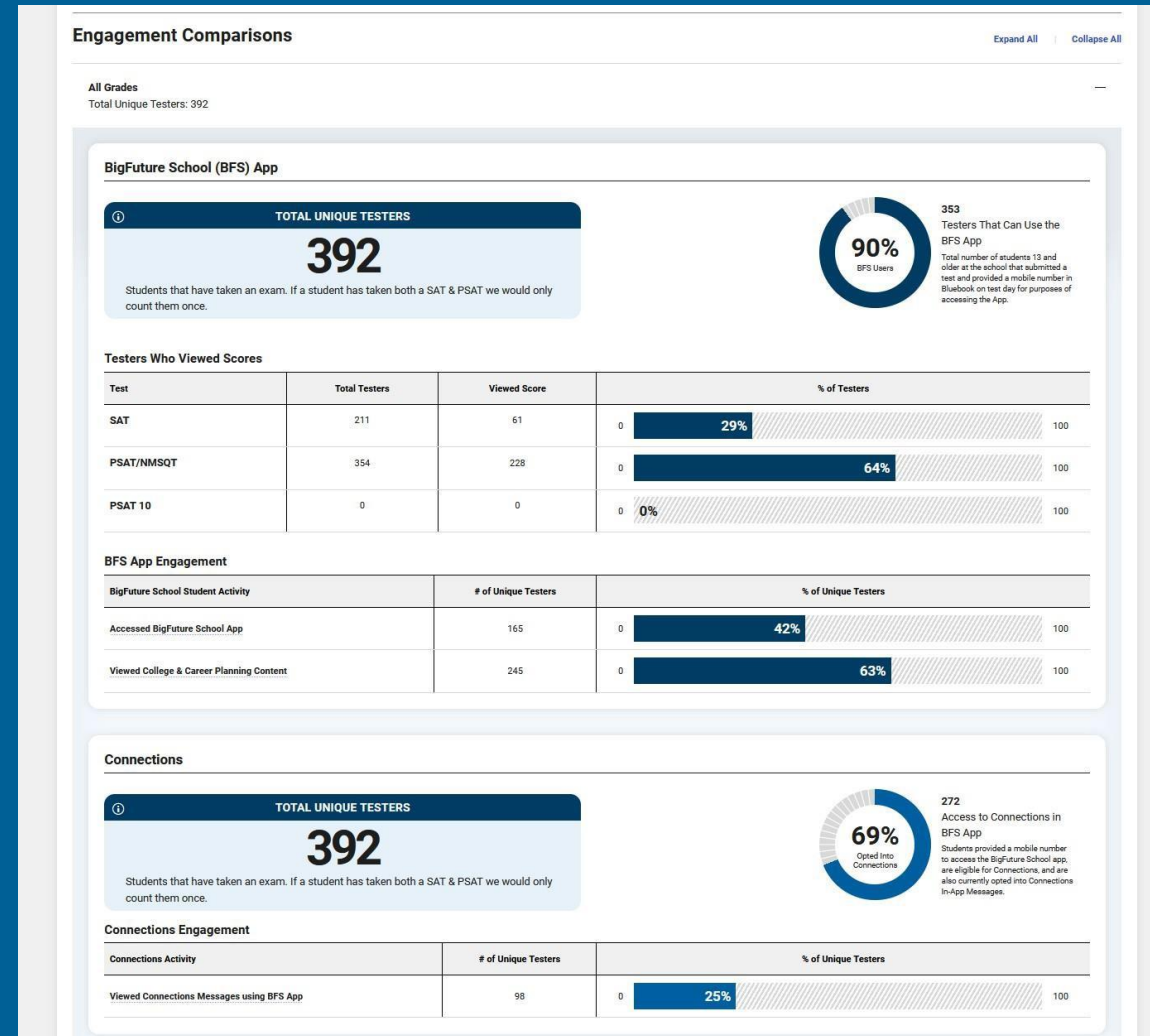 Engagement Comparisons
Expand All | Collapse All
All Grades
Total Unique Testers: 392
BigFuture School (BFS) App
TOTAL UNIQUE TESTERS
392
Students that have taken an exam. If a student has taken both a SAT & PSAT we would only
count them once.
90%
BFS Users
353
Testers That Can Use the
BFS App
Total number of students 13 and
older at the school that submitted a
test and provided a mobile number in
Bluebook on test day for purposes of
accessing the App.
Testers Who Viewed Scores
Test Total Testers Viewed Score % of Testers
SAT 211 61 0 29% 100
PSAT/NMSQT 354 228 0 64% 100
PSAT 10 0 0 0 0% 100
BFS App Engagement
BigFuture School Student Activity # of Unique Testers % of Unique Testers
Accessed BigFuture School App 165 0 42% 100
Viewed College & Career Planning Content 245 0 63% 100
Connections
TOTAL UNIQUE TESTERS
392
Students that have taken an exam. If a student has taken both a SAT & PSAT we would only
count them once.
69%
Opted Into
Connections
272
Access to Connections in
BFS App
Students provided a mobile number
to access the BigFuture School app,
are eligible for Connections, and are
also currently opted into Connections
In-App Messages.
Connections Engagement
Connections Activity # of Unique Testers % of Unique Testers
Viewed Connections Messages using BFS App 98 0 25% 100